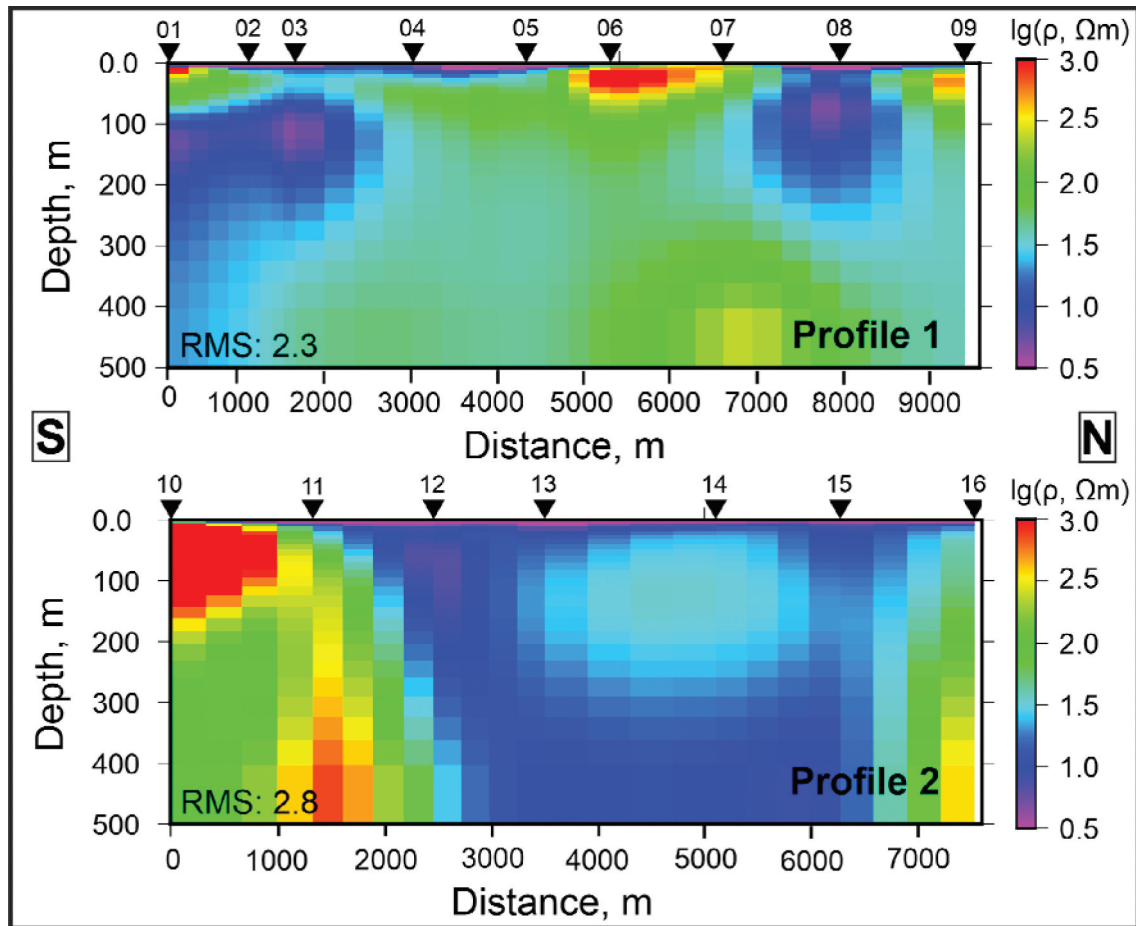 01 02 03 04 05 06 07 08 09
lg(ρ, Ωm)
0.0
100
200
300
400
500
Depth, m
RMS: 2.3
Profile 1
3.0
2.5
2.0
1.5
1.0
0.5
0 1000 2000 3000 4000 5000 6000 7000 8000 9000
Distance, m
S
N
10 11 12 13 14 15 16
lg(ρ, Ωm)
0.0
100
200
300
400
500
Depth, m
RMS: 2.8
Profile 2
3.0
2.5
2.0
1.5
1.0
0.5
0 1000 2000 3000 4000 5000 6000 7000
Distance, m